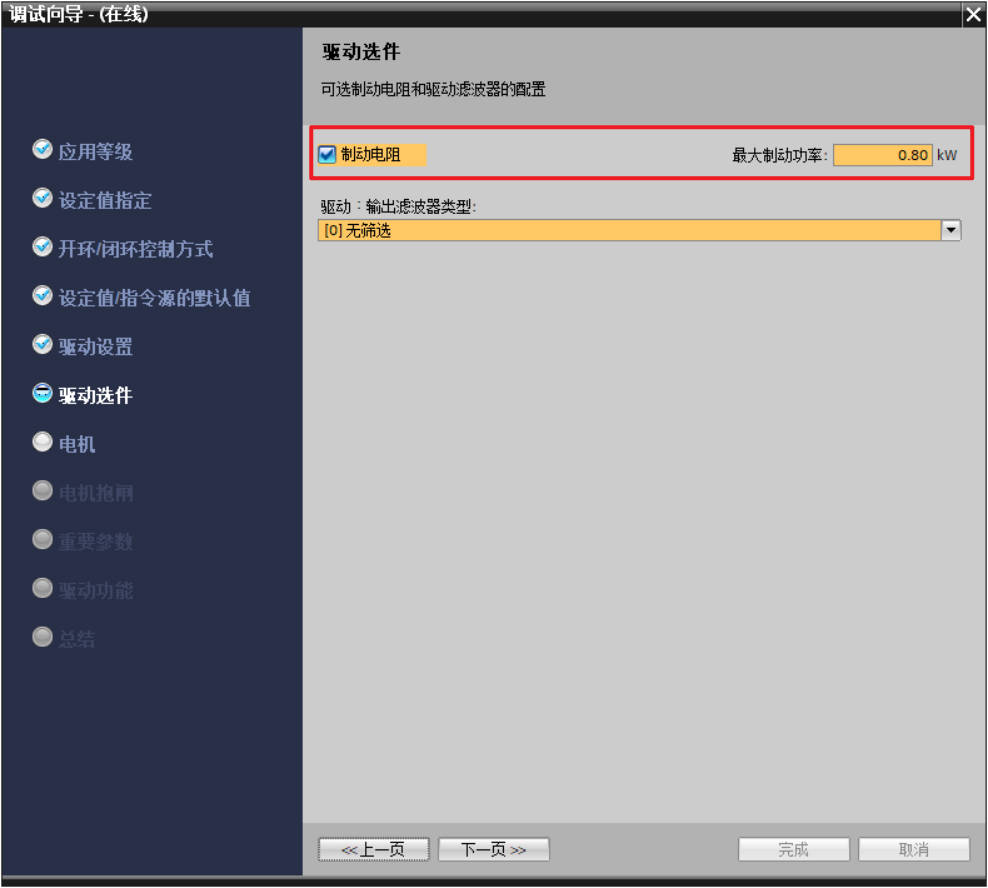 调试向导 - (在线)
驱动选件
可选制动电阻和驱动滤波器的配置
应用等级
设定值指定
开环/闭环控制方式
设定值/指令源的默认值
驱动设置
驱动选件
电机
电机抱闸
重要参数
驱动功能
总结
制动电阻
最大制动功率: 0.80 kW
驱动：输出滤波器类型:
[0] 无筛选
<<上一页
下一页>>
完成
取消